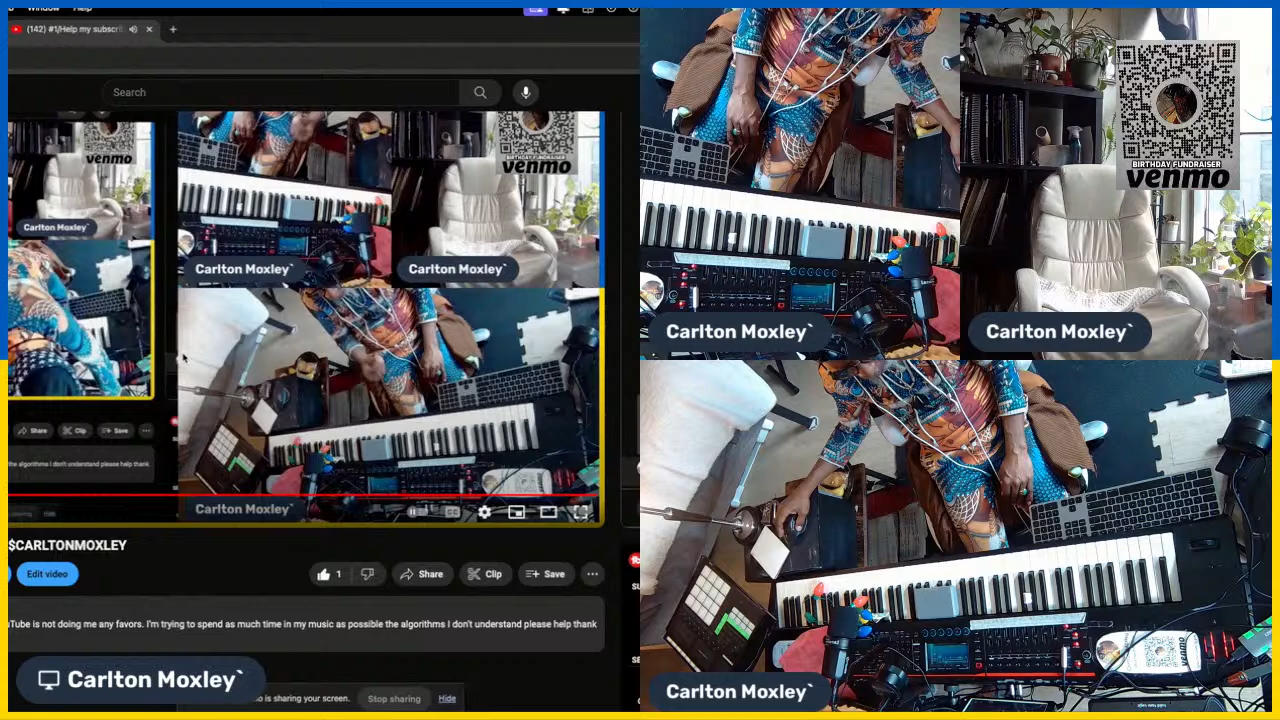 Window Help
(142) #1/Help my subscri
Search
BIRTHDAY FUNDRAISER
venmo
venmo
venmo
Carlton Moxley`
Carlton Moxley`
Carlton Moxley`
Carlton Moxley`
Carlton Moxley`
Carlton Moxley`
Share
Clip
Save
the algorithms I don't understand please help thank
Carlton Moxley`
$CARLTONMOXLEY
Edit video
1
Share
Clip
Save
Tube is not doing me any favors. I'm trying to spend as much time in my music as possible the algorithms I don't understand please help thank
venmo
Carlton Moxley`
is sharing your screen.
Stop sharing
Hide
Carlton Moxley`